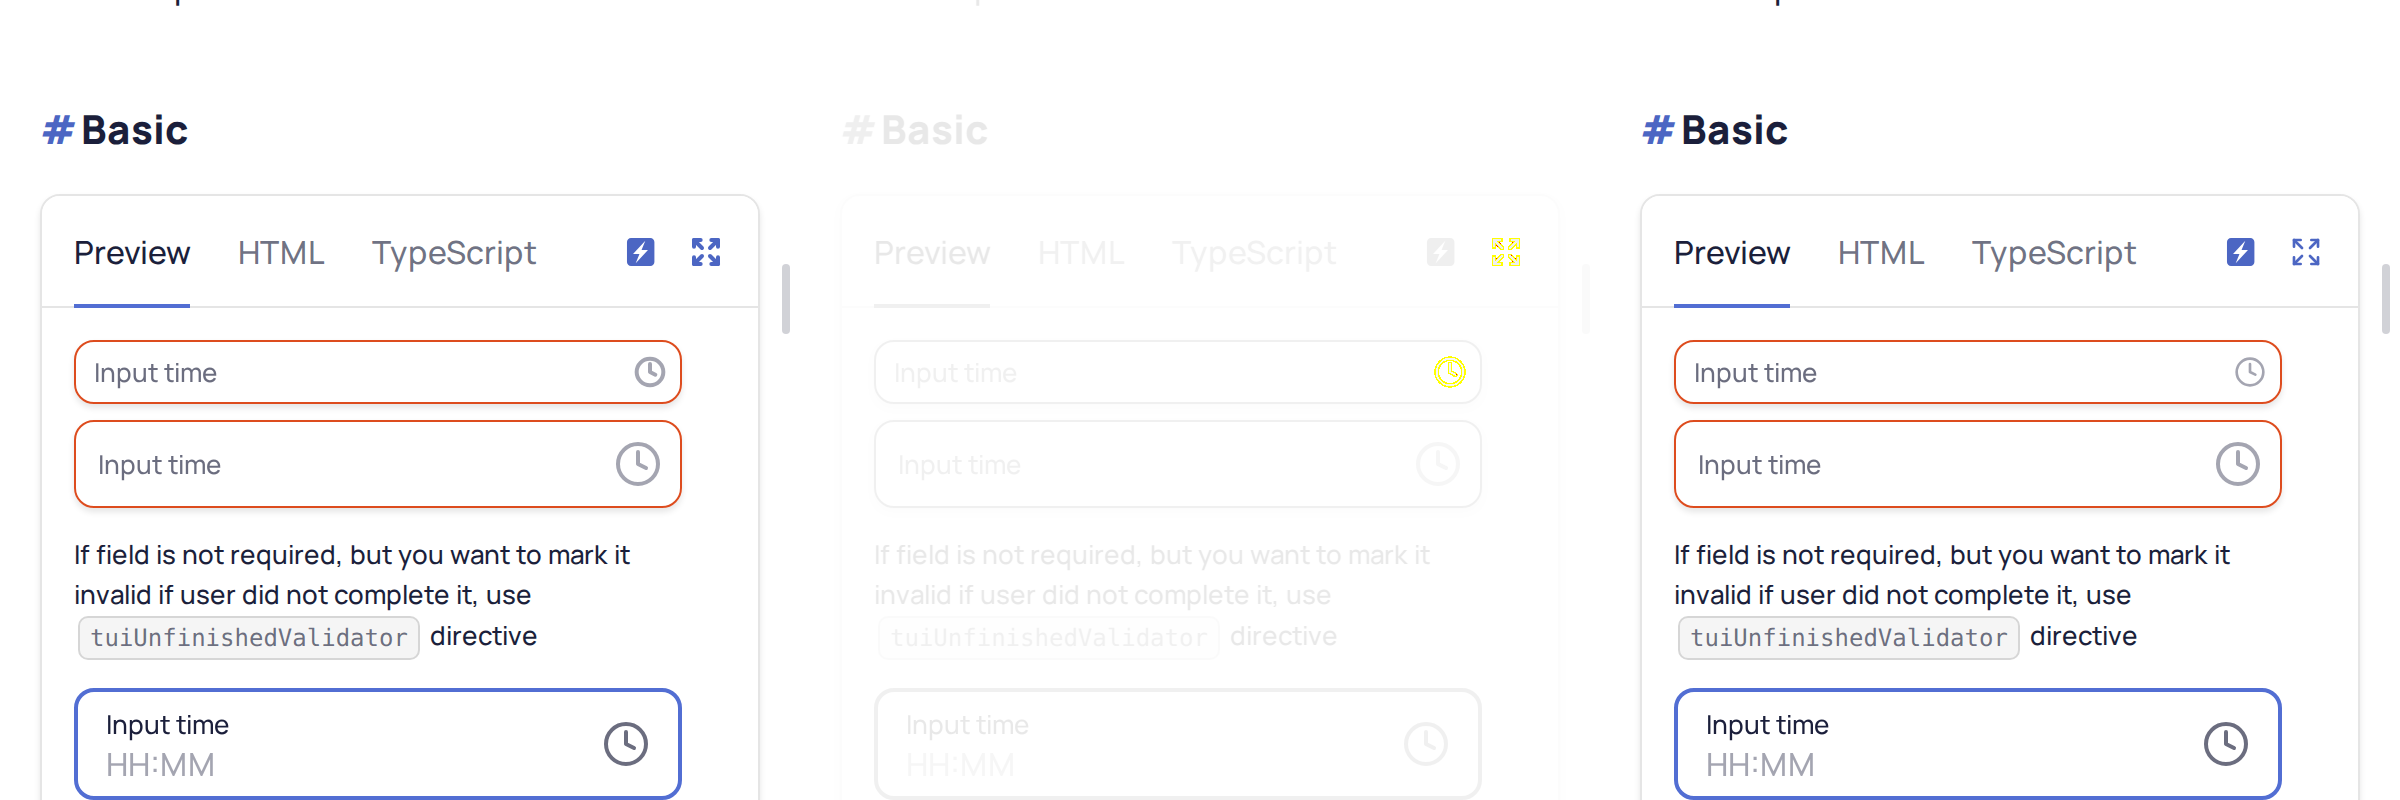 # Basic
Preview HTML TypeScript
Input time
Input time
If field is not required, but you want to mark it
invalid if user did not complete it, use
tuiUnfinishedValidator directive
Input time
HH:MM
# Basic
Preview HTML TypeScript
Input time
Input time
If field is not required, but you want to mark it
invalid if user did not complete it, use
tuiUnfinishedValidator directive
Input time
HH:MM
# Basic
Preview HTML TypeScript
Input time
Input time
If field is not required, but you want to mark it
invalid if user did not complete it, use
tuiUnfinishedValidator directive
Input time
HH:MM